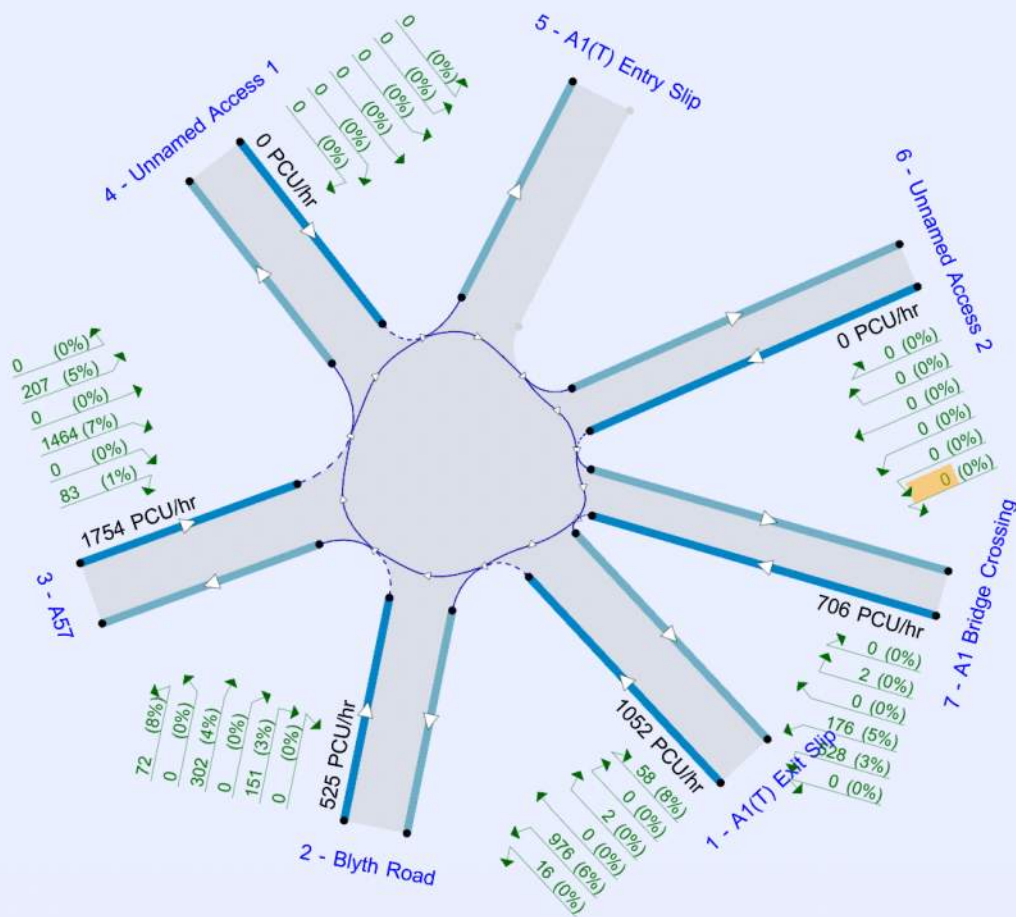 5 - A1(T) Entry Slip
4 - Unnamed Access 1
0 PCU/hr
0 (0%)
0 (0%)
0 (0%)
0 (0%)
0 (0%)
0 (0%)
6 - Unnamed Access 2
0 PCU/hr
0 (0%)
0 (0%)
0 (0%)
0 (0%)
0 (0%)
0 (0%)
0 (0%)
207 (5%)
0 (0%)
1464 (7%)
0 (0%)
83 (1%)
1754 PCU/hr
3 - A57
7 - A1 Bridge Crossing
706 PCU/hr
0 (0%)
2 (0%)
0 (0%)
176 (5%)
528 (3%)
0 (0%)
72 (8%)
0 (0%)
302 (4%)
0 (0%)
151 (3%)
0 (0%)
525 PCU/hr
2 - Blyth Road
1052 PCU/hr
1 - A1(T) Exit Slip
58 (8%)
0 (0%)
2 (0%)
0 (0%)
976 (6%)
16 (0%)